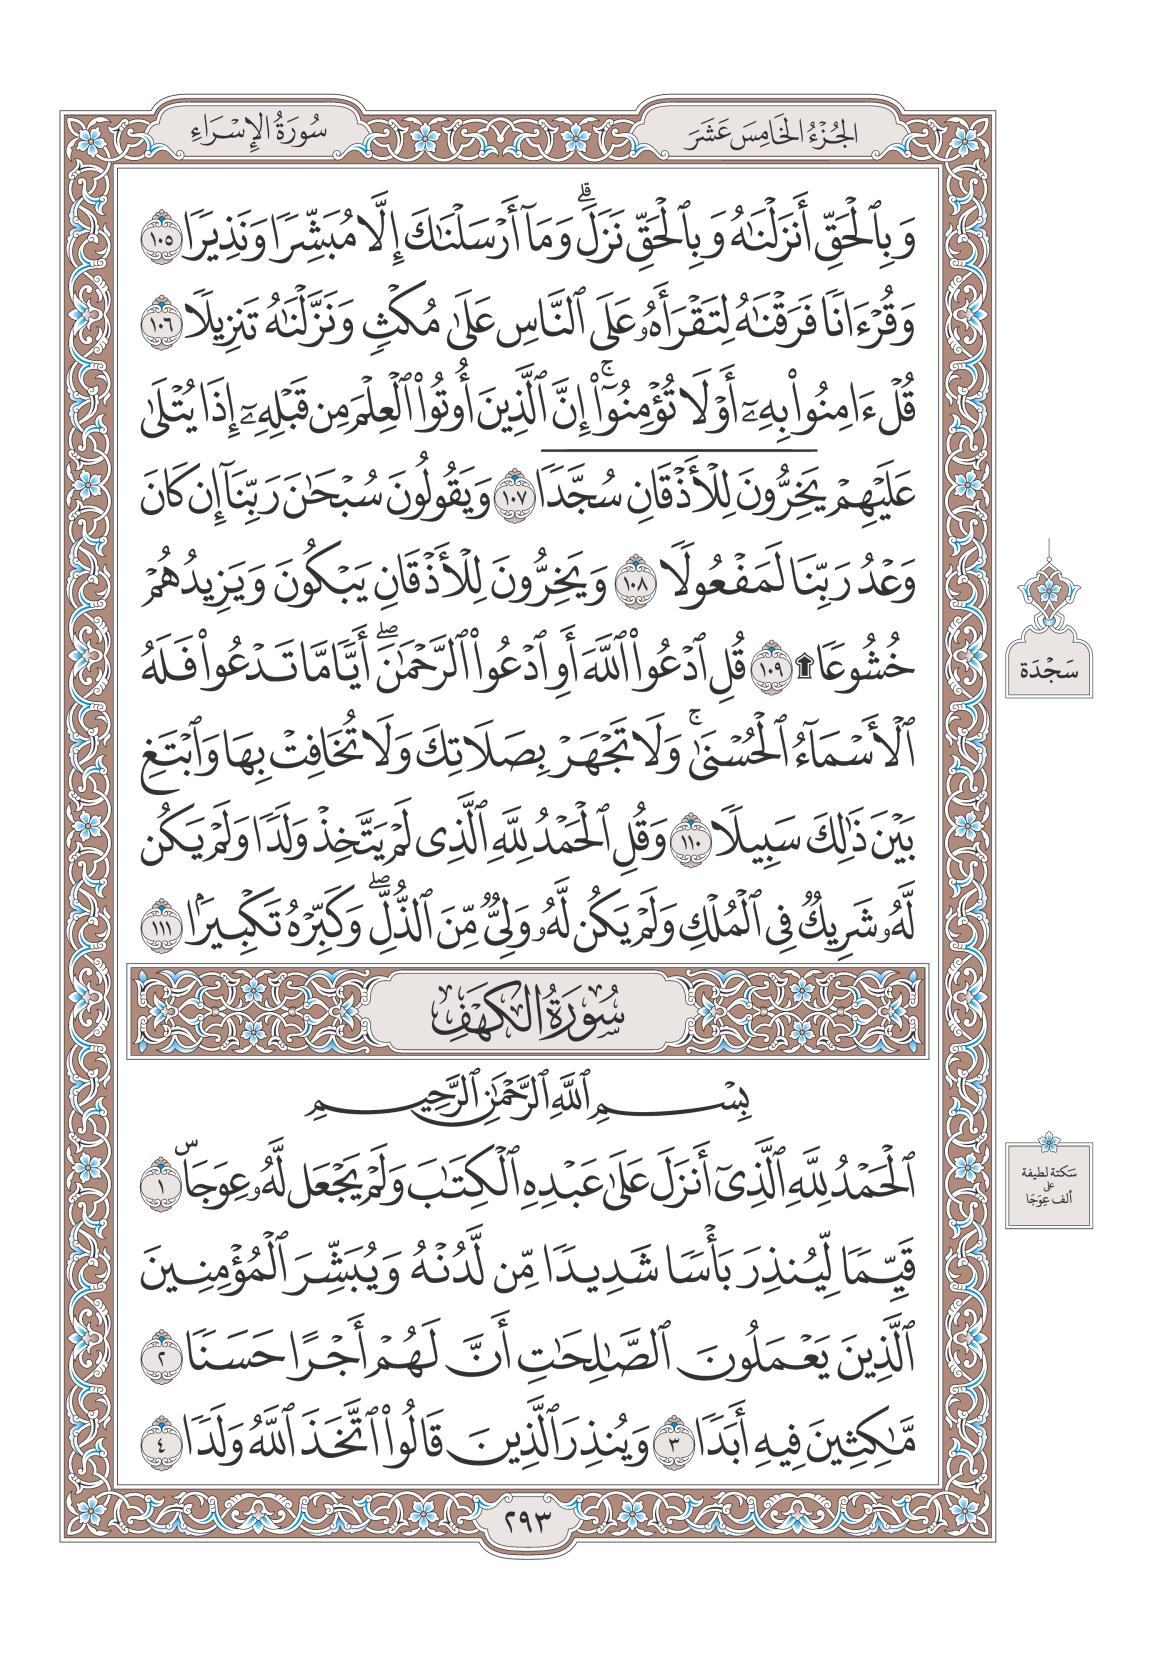 الجُزْءُ الخَامِسَ عَشَرَ
سُورَةُ الإِسْرَاءِ
وَبِٱلْحَقِّ أَنزَلْنَٰهُ وَبِٱلْحَقِّ نَزَلَۗ وَمَآ أَرْسَلْنَٰكَ إِلَّا مُبَشِّرًا وَنَذِيرًا ١٠٥
وَقُرْءَانًا فَرَقْنَٰهُ لِتَقْرَأَهُۥ عَلَى ٱلنَّاسِ عَلَىٰ مُكْثٍ وَنَزَّلْنَٰهُ تَنزِيلًا ١٠٦
قُلْ ءَامِنُوا۟ بِهِۦٓ أَوْ لَا تُؤْمِنُوٓا۟ۚ إِنَّ ٱلَّذِينَ أُوتُوا۟ ٱلْعِلْمَ مِن قَبْلِهِۦٓ إِذَا يُتْلَىٰ
عَلَيْهِمْ يَخِرُّونَ لِلْأَذْقَانِ سُجَّدًا ١٠٧ وَيَقُولُونَ سُبْحَٰنَ رَبِّنَآ إِن كَانَ
وَعْدُ رَبِّنَا لَمَفْعُولًا ١٠٨ وَيَخِرُّونَ لِلْأَذْقَانِ يَبْكُونَ وَيَزِيدُهُمْ
خُشُوعًا ۩ ١٠٩ قُلِ ٱدْعُوا۟ ٱللَّهَ أَوِ ٱدْعُوا۟ ٱلرَّحْمَٰنَۖ أَيًّا مَّا تَدْعُوا۟ فَلَهُ
ٱلْأَسْمَآءُ ٱلْحُسْنَىٰۚ وَلَا تَجْهَرْ بِصَلَاتِكَ وَلَا تُخَافِتْ بِهَا وَٱبْتَغِ
بَيْنَ ذَٰلِكَ سَبِيلًا ١١٠ وَقُلِ ٱلْحَمْدُ لِلَّهِ ٱلَّذِى لَمْ يَتَّخِذْ وَلَدًا وَلَمْ يَكُن
لَّهُۥ شَرِيكٌ فِى ٱلْمُلْكِ وَلَمْ يَكُن لَّهُۥ وَلِىٌّ مِّنَ ٱلذُّلِّۖ وَكَبِّرْهُ تَكْبِيرًۢا ١١١
سُورَةُ الكَهْفِ
بِسْمِ ٱللَّهِ ٱلرَّحْمَٰنِ ٱلرَّحِيمِ
ٱلْحَمْدُ لِلَّهِ ٱلَّذِىٓ أَنزَلَ عَلَىٰ عَبْدِهِ ٱلْكِتَٰبَ وَلَمْ يَجْعَل لَّهُۥ عِوَجَاۜ ١
قَيِّمًا لِّيُنذِرَ بَأْسًا شَدِيدًا مِّن لَّدُنْهُ وَيُبَشِّرَ ٱلْمُؤْمِنِينَ
ٱلَّذِينَ يَعْمَلُونَ ٱلصَّٰلِحَٰتِ أَنَّ لَهُمْ أَجْرًا حَسَنًا ٢
مَّٰكِثِينَ فِيهِ أَبَدًا ٣ وَيُنذِرَ ٱلَّذِينَ قَالُوا۟ ٱتَّخَذَ ٱللَّهُ وَلَدًا ٤
٢٩٣
سَجْدَة
سَكتة لطيفة
على
ألف عِوَجَا